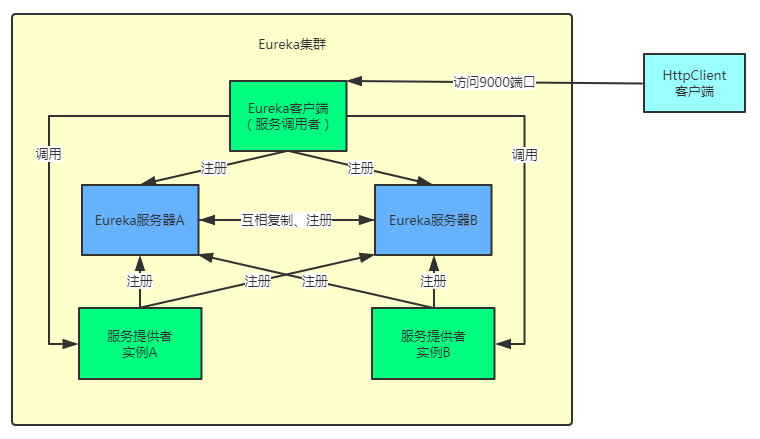 Eureka集群
访问9000端口
HttpClient
客户端
Eureka客户端
（服务调用者）
调用
调用
注册
注册
Eureka服务器A
互相复制、注册
Eureka服务器B
注册
注册
注册
注册
服务提供者
实例A
服务提供者
实例B